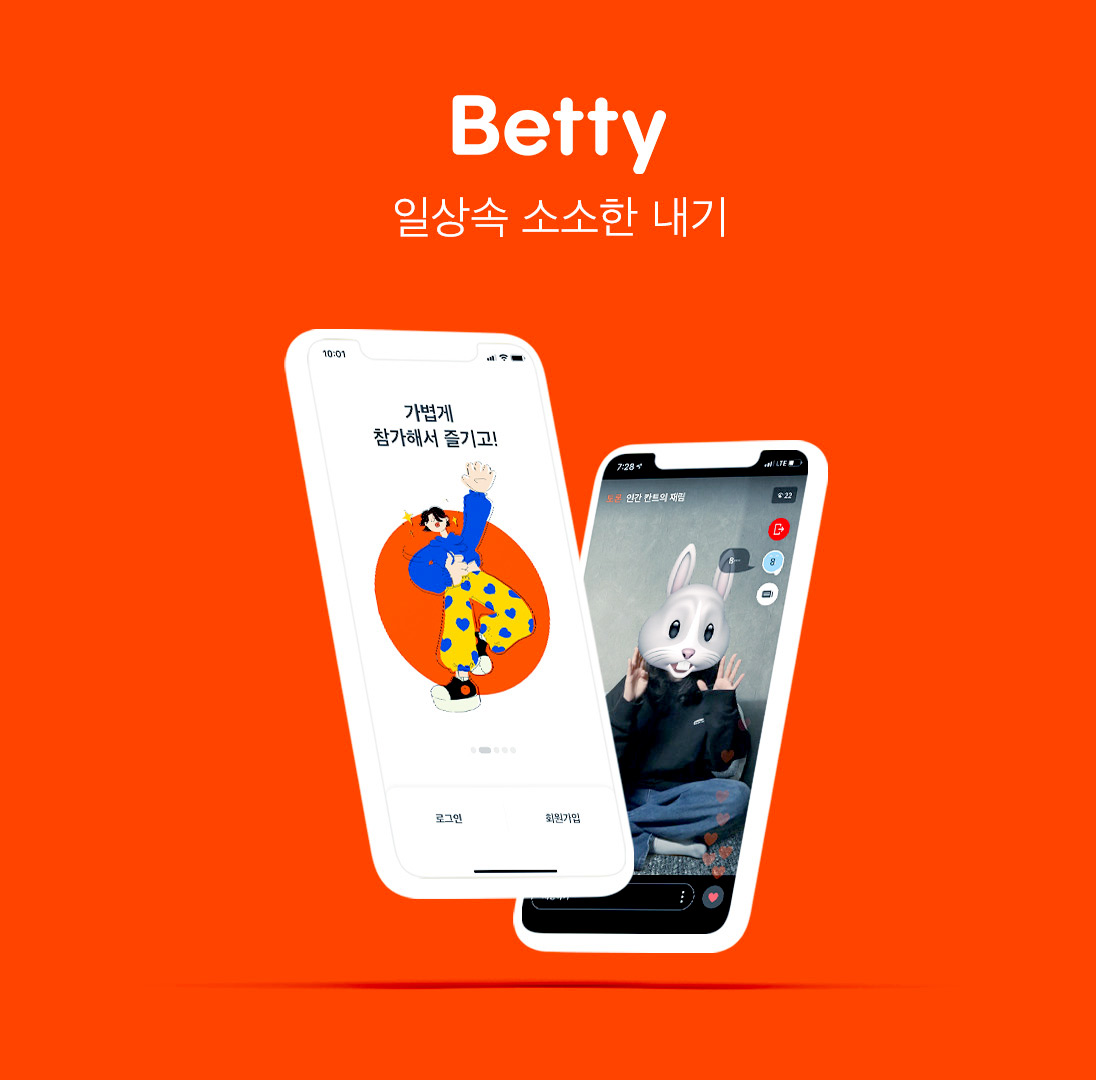 Betty
일상속 소소한 내기
10:01
가볍게
참가해서 즐기고!
로그인
회원가입
7:28
LTE
토론 인간 칸트의 재림
22
8
8